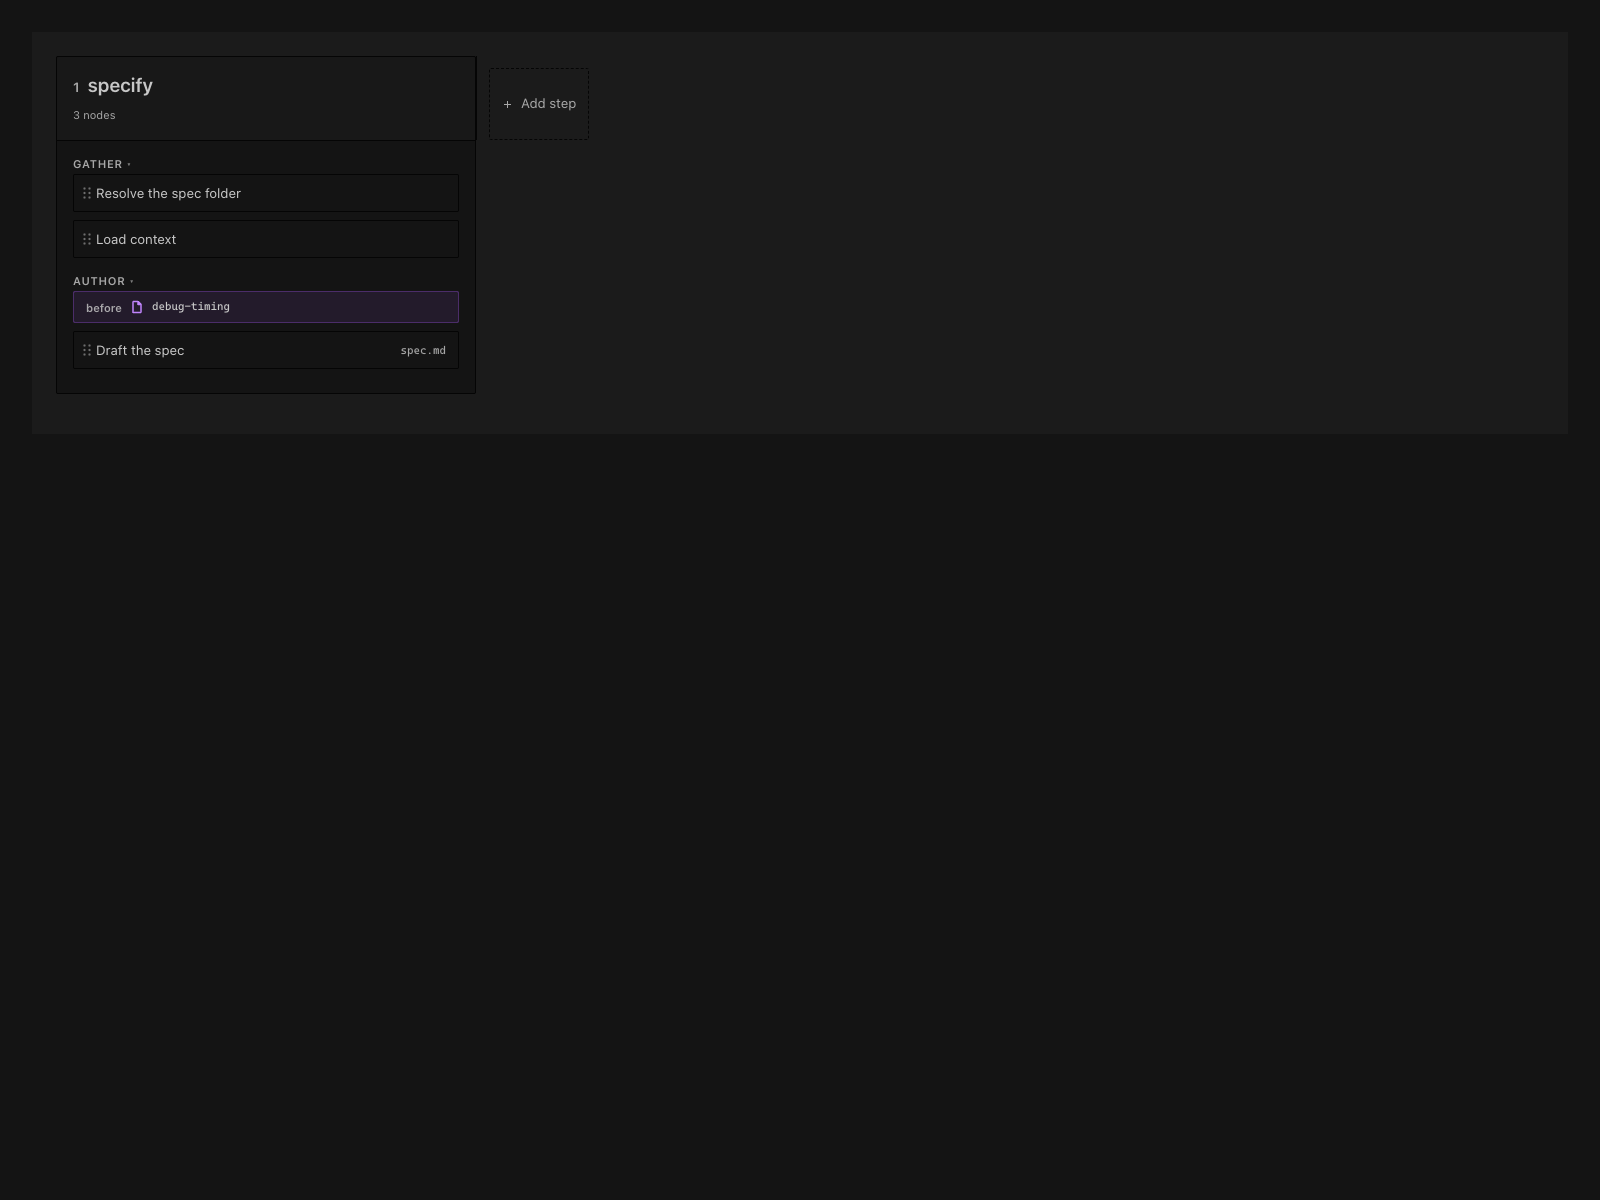 1 specify
3 nodes
+ Add step
GATHER
Resolve the spec folder
Load context
AUTHOR
before debug-timing
Draft the spec spec.md